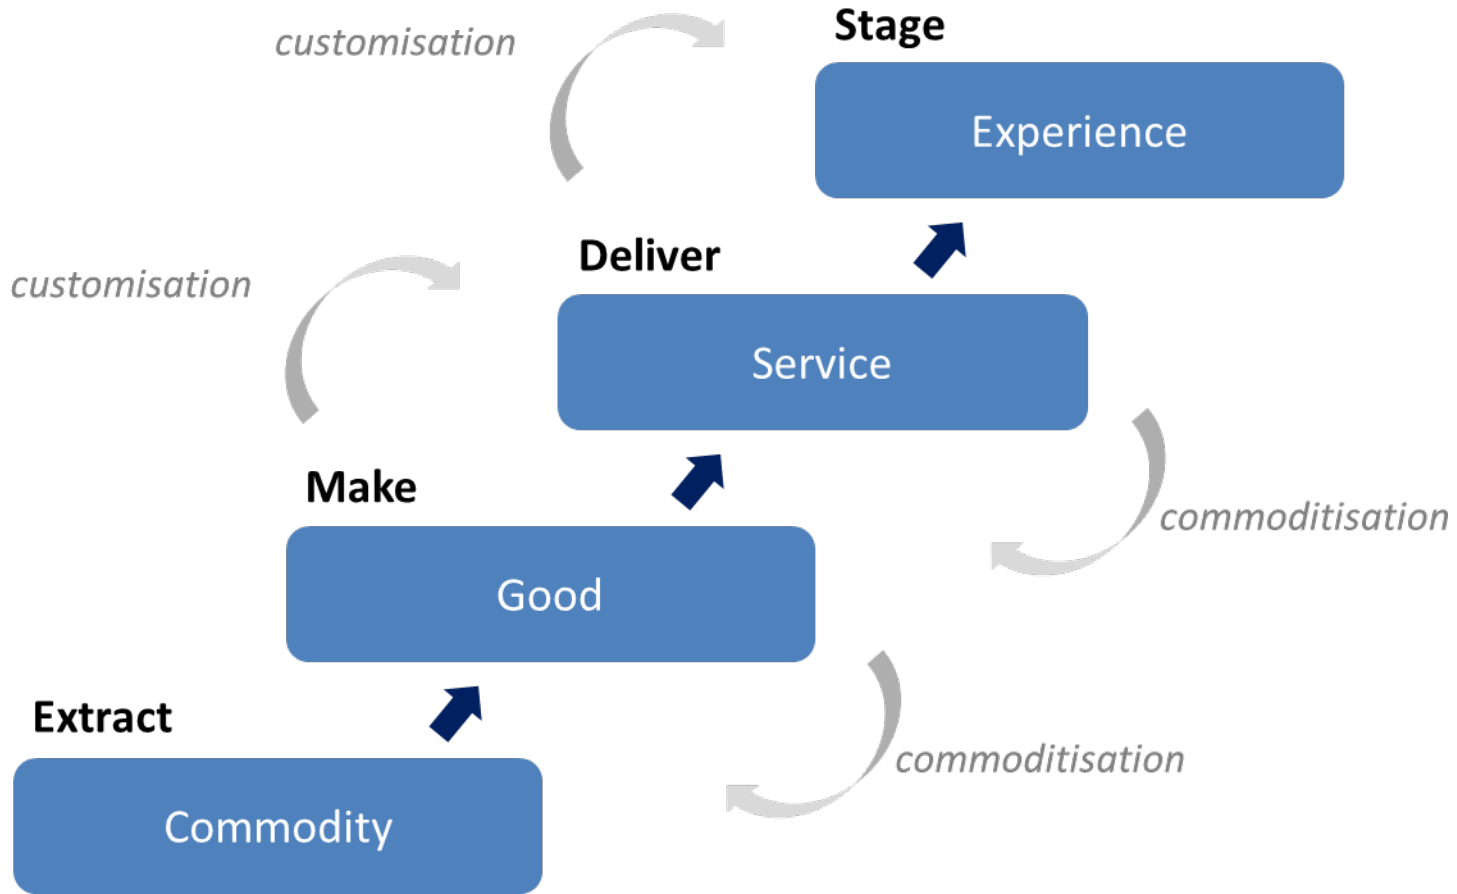 Stage
customisation
Experience
Deliver
customisation
Service
Make
commoditisation
Good
Extract
commoditisation
Commodity